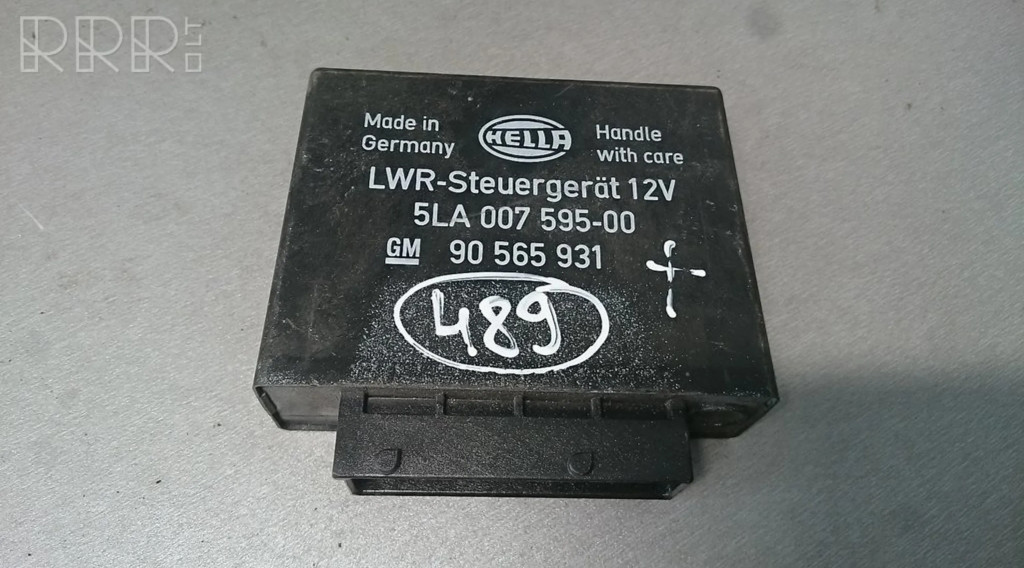 RRR.LT
Made in
Germany
HELLA
Handle
with care
LWR-Steuergerät 12V
5LA 007 595-00
GM 90 565 931
489